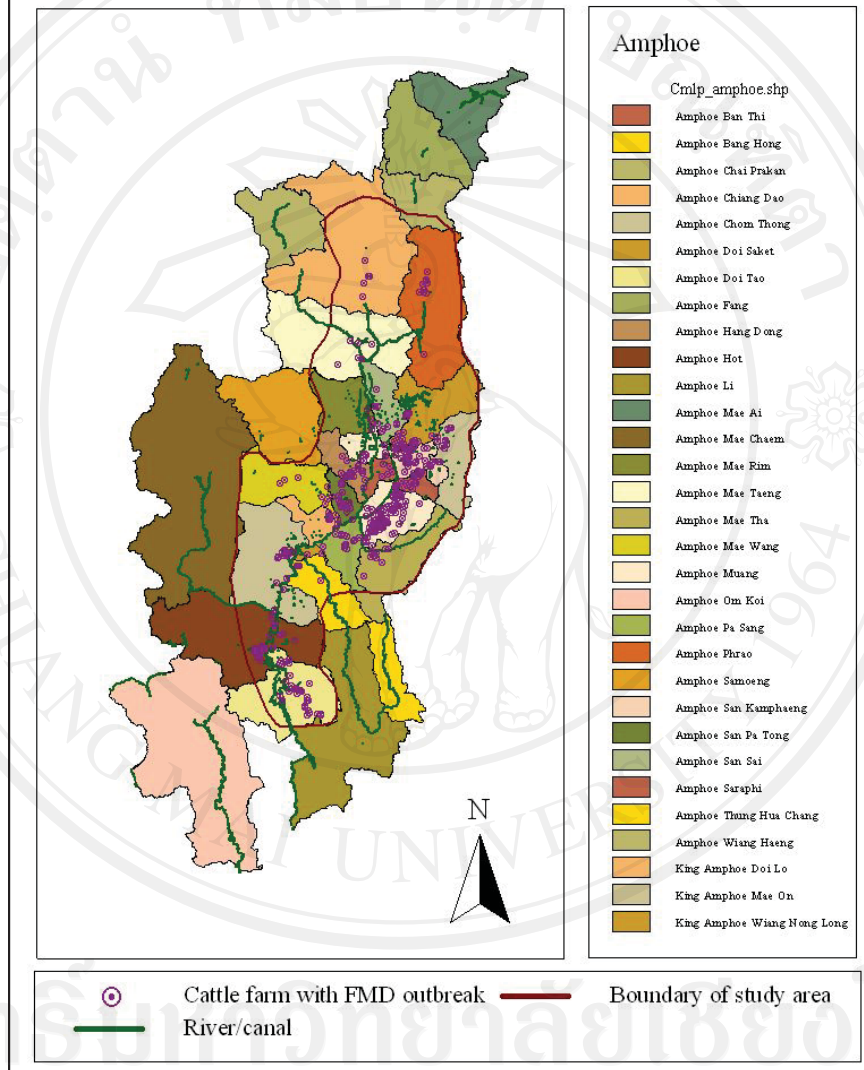 Amphoe
Cmlp_amphoe.shp
Amphoe Ban Thi
Amphoe Bang Hong
Amphoe Chai Prakan
Amphoe Chiang Dao
Amphoe Chom Thong
Amphoe Doi Saket
Amphoe Doi Tao
Amphoe Fang
Amphoe Hang Dong
Amphoe Hot
Amphoe Li
Amphoe Mae Ai
Amphoe Mae Chaem
Amphoe Mae Rim
Amphoe Mae Taeng
Amphoe Mae Tha
Amphoe Mae Wang
Amphoe Muang
Amphoe Om Koi
Amphoe Pa Sang
Amphoe Phrao
Amphoe Samoeng
Amphoe San Kamphaeng
Amphoe San Pa Tong
Amphoe San Sai
Amphoe Saraphi
Amphoe Thung Hua Chang
Amphoe Wiang Haeng
King Amphoe Doi Lo
King Amphoe Mae On
King Amphoe Wiang Nong Long
N
CHIANG MAI UNIVERSITY 1964
Cattle farm with FMD outbreak
Boundary of study area
River/canal